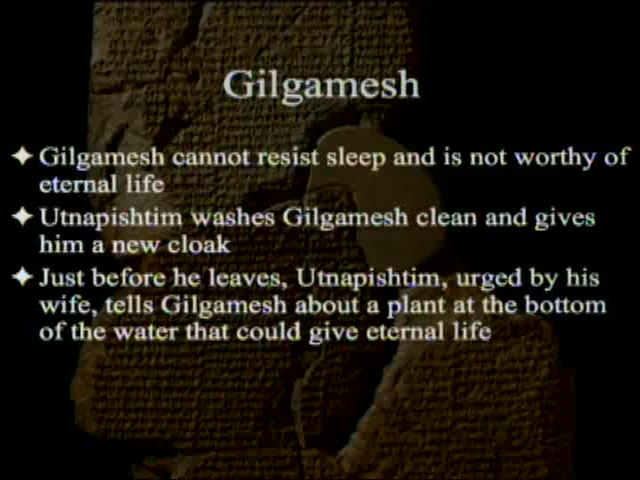 Gilgamesh
Gilgamesh cannot resist sleep and is not worthy of
eternal life
Utnapishtim washes Gilgamesh clean and gives
him a new cloak
Just before he leaves, Utnapishtim, urged by his
wife, tells Gilgamesh about a plant at the bottom
of the water that could give eternal life